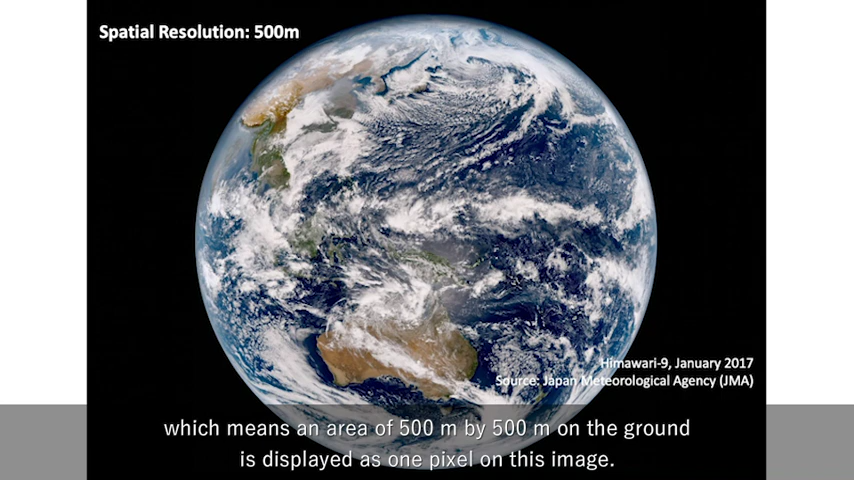 Spatial Resolution: 500m
Himawari-9, January 2017
Source: Japan Meteorological Agency (JMA)
which means an area of 500 m by 500 m on the ground
is displayed as one pixel on this image.